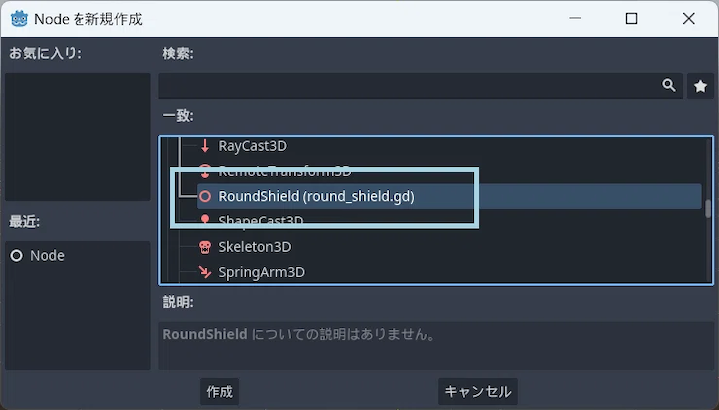 Node を新規作成
お気に入り:
検索:
一致:
RayCast3D
RemoteTransform3D
RoundShield (round_shield.gd)
ShapeCast3D
Skeleton3D
SpringArm3D
最近:
Node
説明:
RoundShield についての説明はありません。
作成
キャンセル